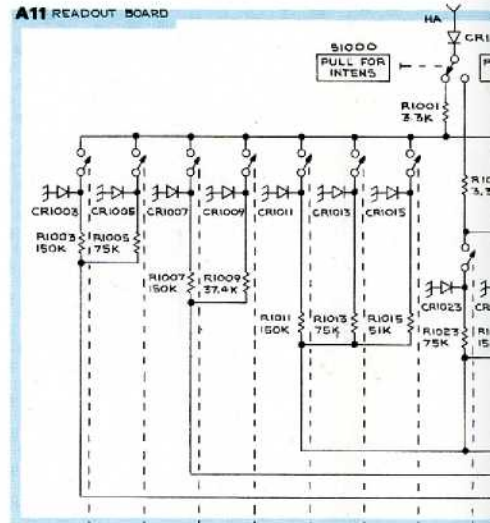 A11 READOUT BOARD
HA
S1000
PULL FOR
INTENS
R1001
3.3K
CR1003
CR1005
CR1007
CR1009
CR1011
CR1013
CR1015
R1003
150K
R1005
75K
R1007
150K
R1009
37.4K
R1011
150K
R1013
75K
R1015
51K
CR1023
R1023
75K